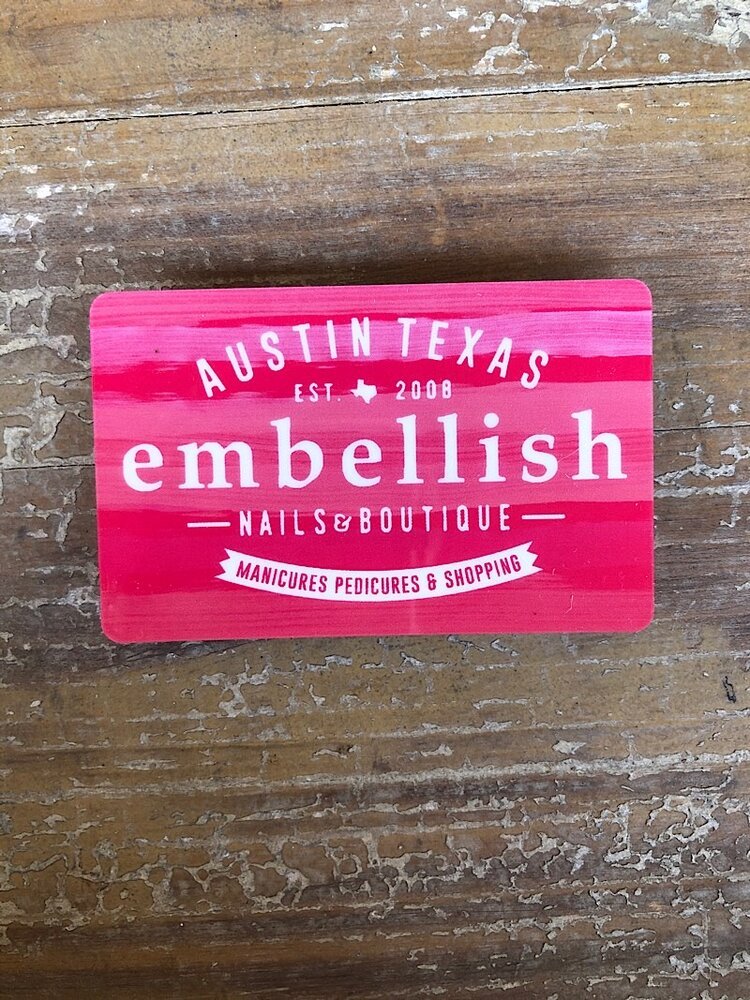 AUSTIN TEXAS
EST. 2008
embellish
NAILS & BOUTIQUE
MANICURES PEDICURES & SHOPPING